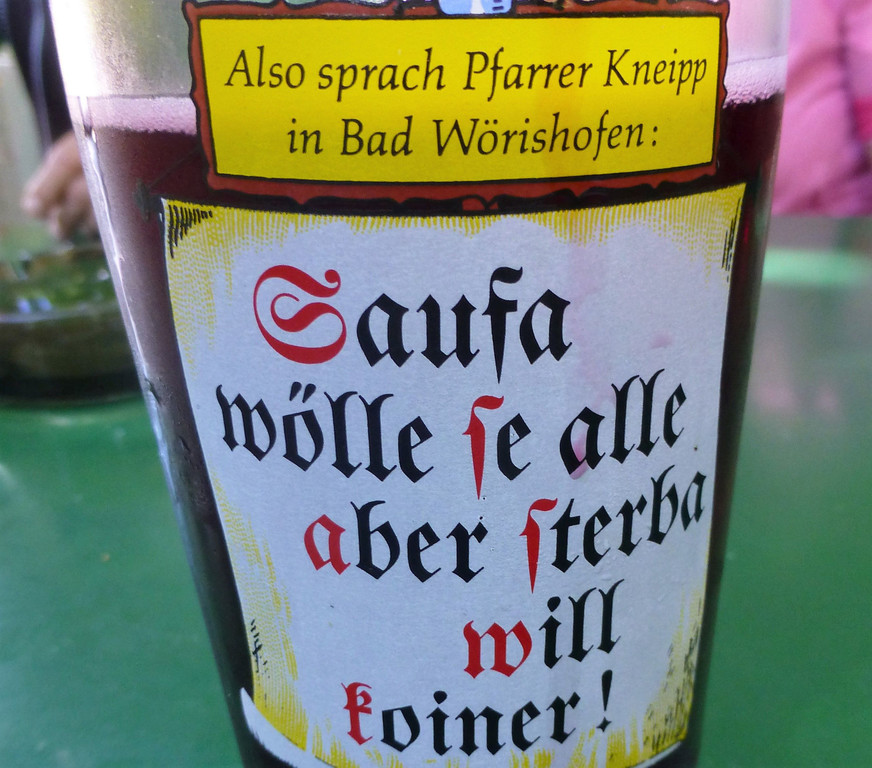 Also sprach Pfarrer Kneipp
in Bad Wörishofen:
Saufa
wölle ſe alle
aber ſterba
will
koiner!